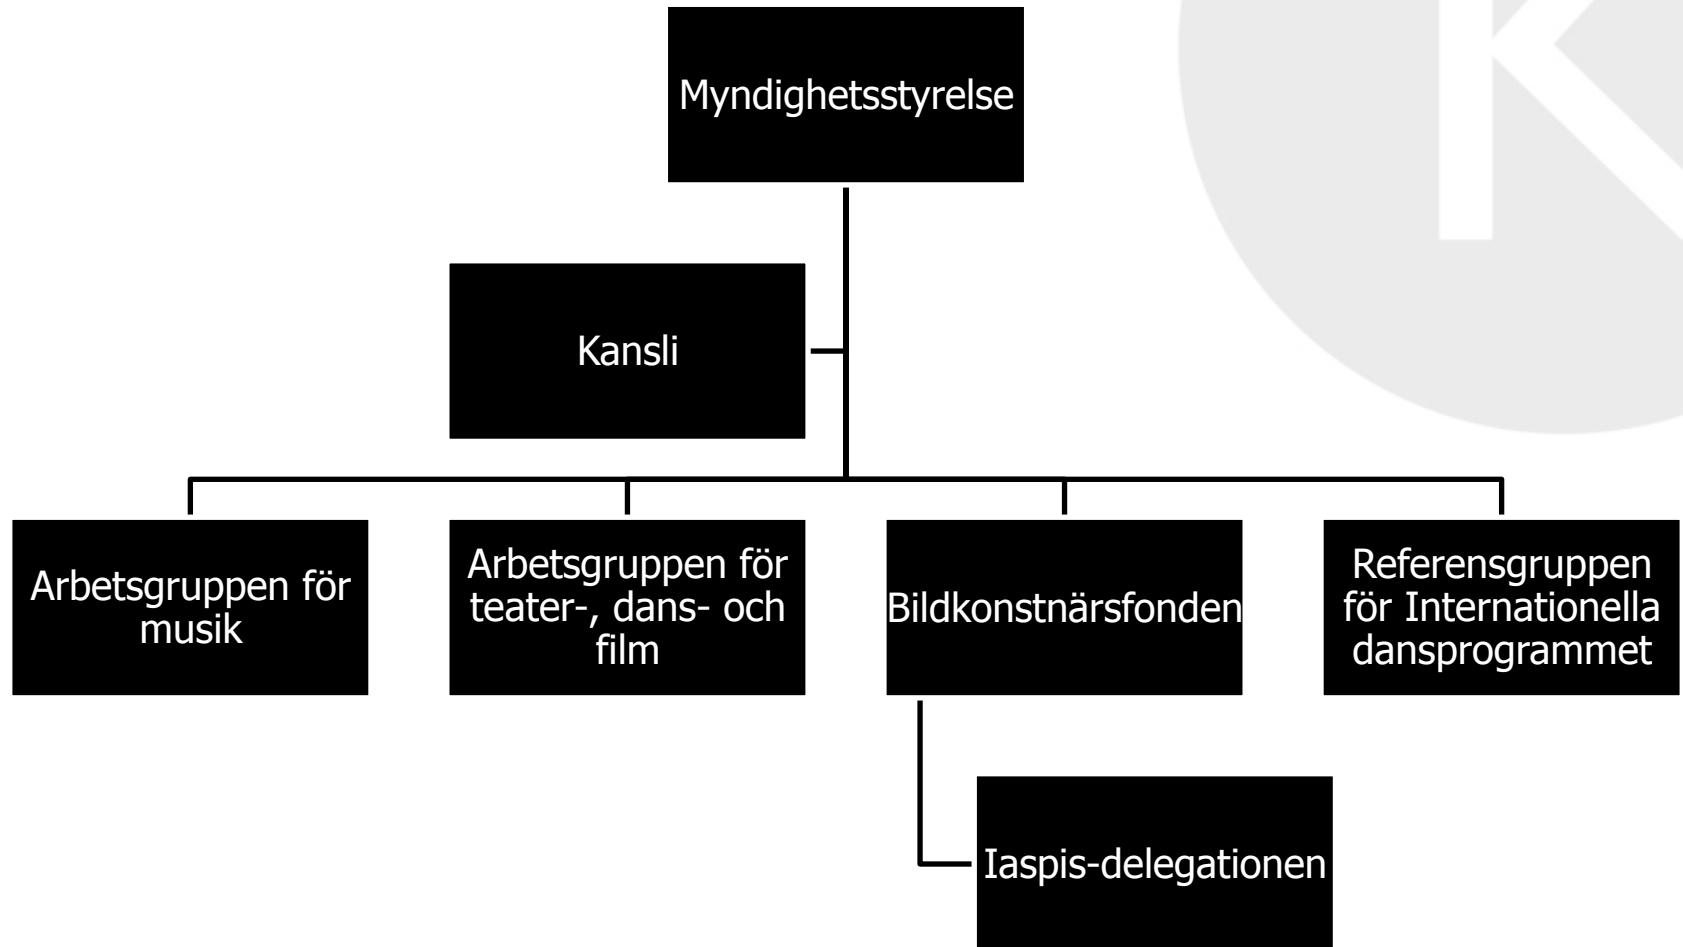 Myndighetsstyrelse
Kansli
Arbetsgruppen för
musik
Arbetsgruppen för
teater-, dans- och
film
Bildkonstnärsfonden
Referensgruppen
för Internationella
dansprogrammet
Iaspis-delegationen
K